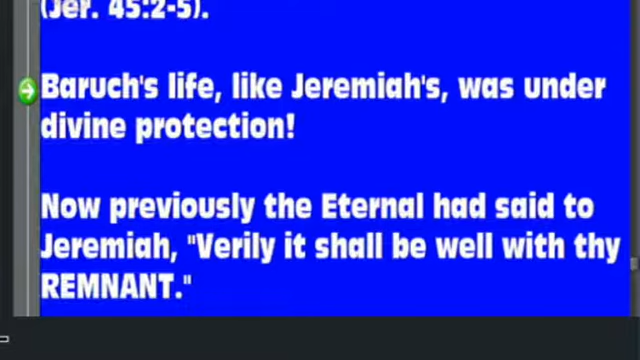 (Jer. 45:2-5).
Baruch's life, like Jeremiah's, was under
divine protection!
Now previously the Eternal had said to
Jeremiah, "Verily it shall be well with thy
REMNANT."